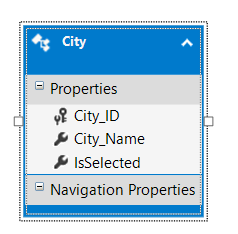 City
Properties
City_ID
City_Name
IsSelected
Navigation Properties